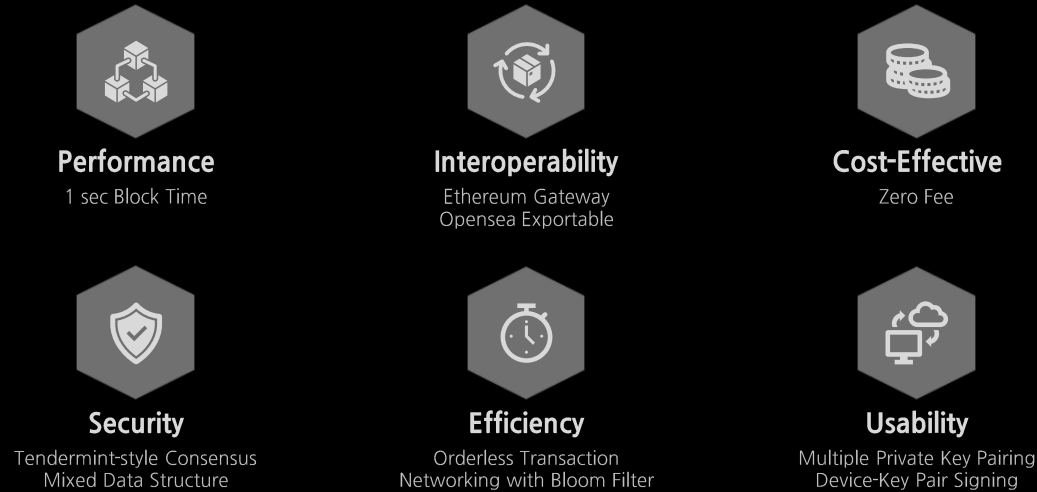 Performance
1 sec Block Time
Interoperability
Ethereum Gateway
Opensea Exportable
Cost-Effective
Zero Fee
Security
Tendermint-style Consensus
Mixed Data Structure
Efficiency
Orderless Transaction
Networking with Bloom Filter
Usability
Multiple Private Key Pairing
Device-Key Pair Signing